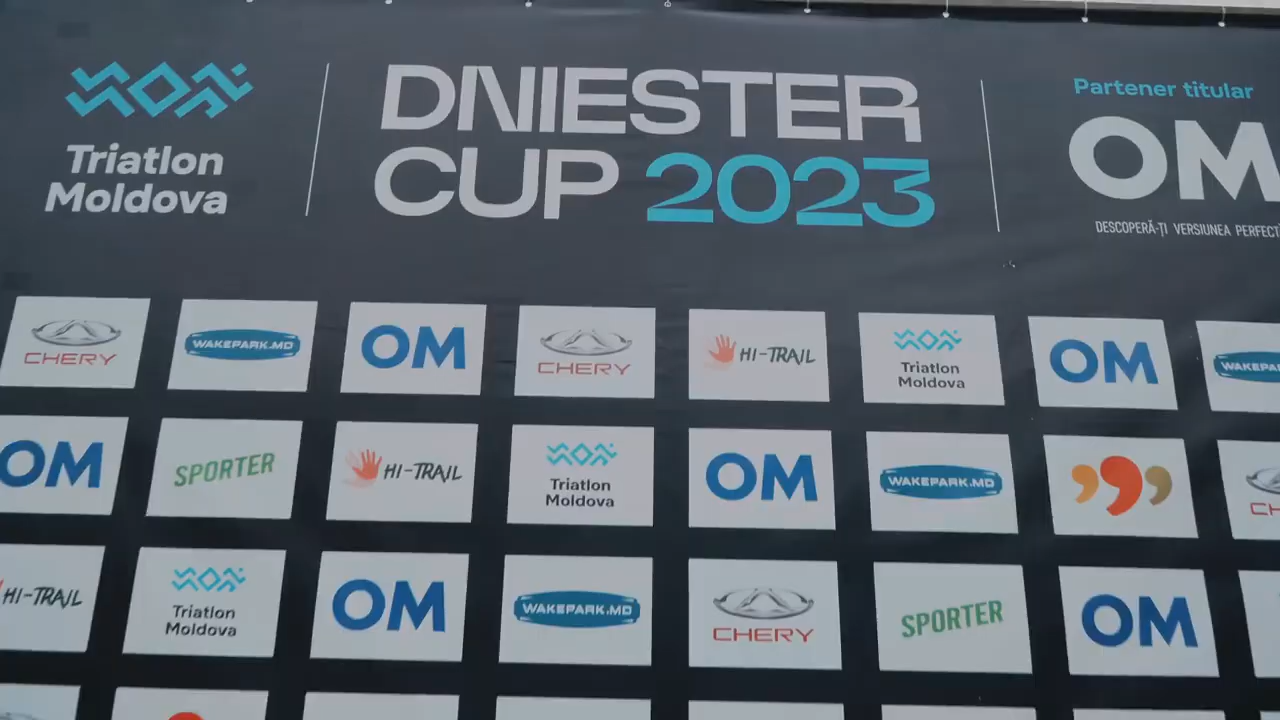 Triatlon
Moldova
DNIESTER
CUP 2023
Partener titular
OM
DESCOPERĂ-ȚI VERSIUNEA PERFECT
CHERY
WAKEPARK.MD
OM
CHERY
HI-TRAIL
Triatlon
Moldova
OM
OM
SPORTER
HI-TRAIL
Triatlon
Moldova
OM
WAKEPARK.MD
HI-TRAIL
Triatlon
Moldova
OM
WAKEPARK.MD
CHERY
SPORTER
OM